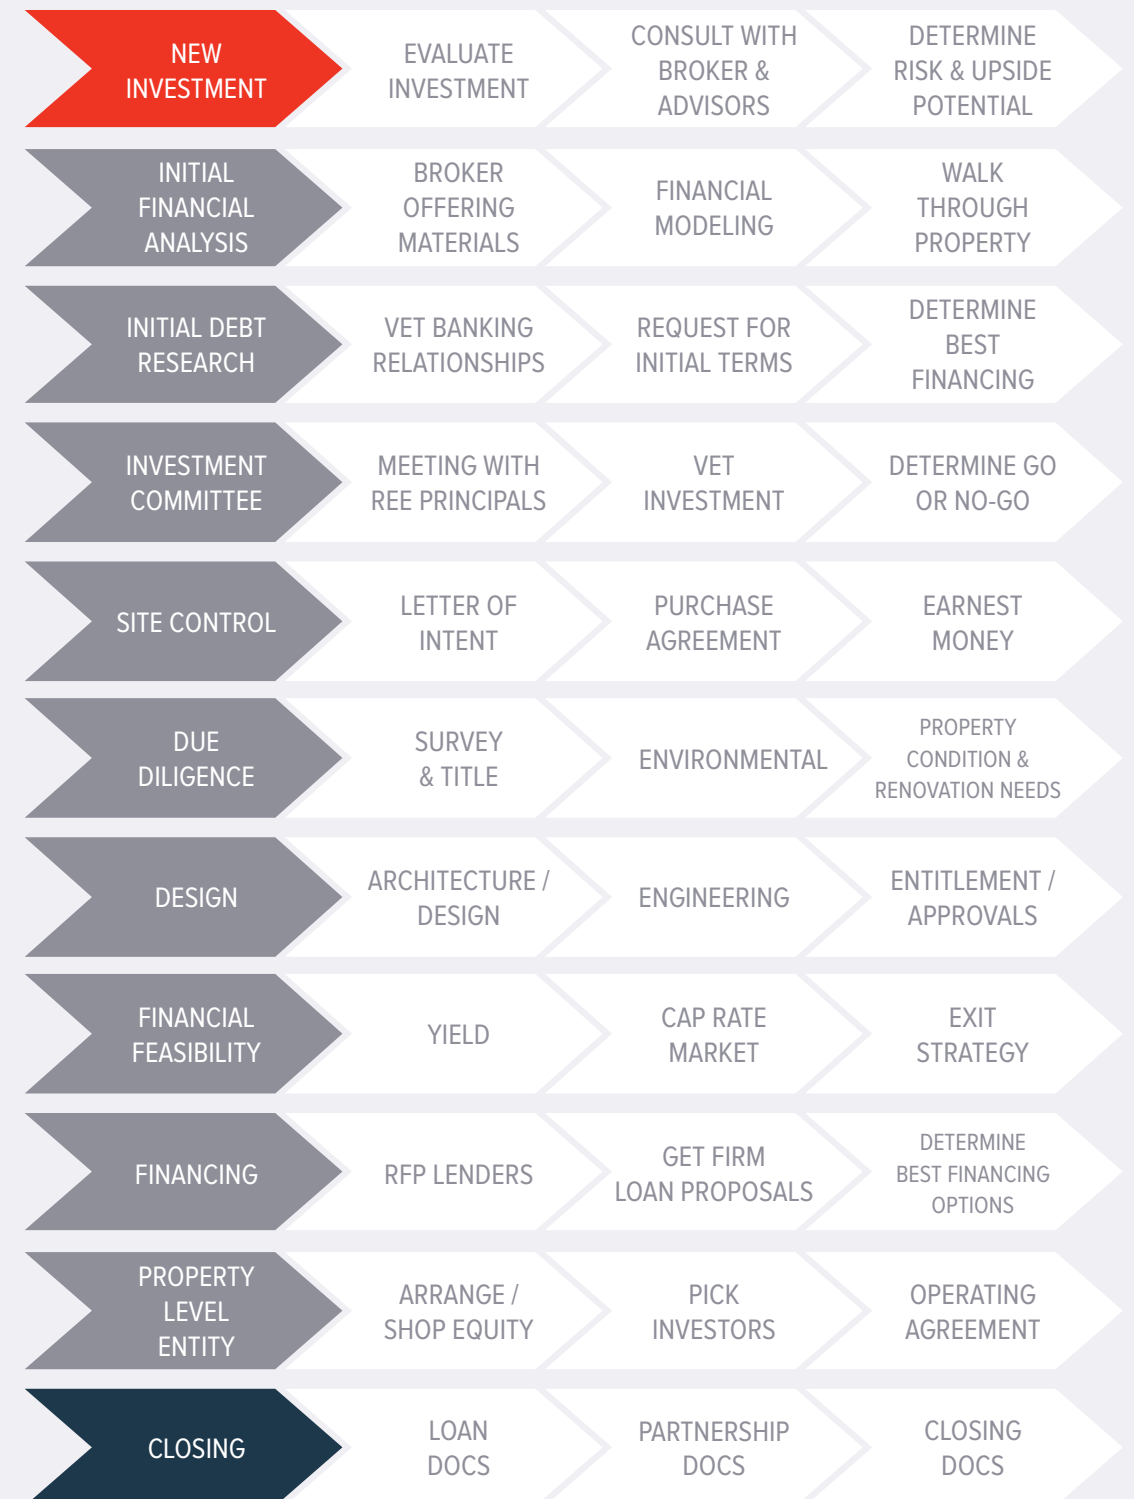 NEW
INVESTMENT
EVALUATE
INVESTMENT
CONSULT WITH
BROKER &
ADVISORS
DETERMINE
RISK & UPSIDE
POTENTIAL
INITIAL
FINANCIAL
ANALYSIS
BROKER
OFFERING
MATERIALS
FINANCIAL
MODELING
WALK
THROUGH
PROPERTY
INITIAL DEBT
RESEARCH
VET BANKING
RELATIONSHIPS
REQUEST FOR
INITIAL TERMS
DETERMINE
BEST
FINANCING
INVESTMENT
COMMITTEE
MEETING WITH
REE PRINCIPALS
VET
INVESTMENT
DETERMINE GO
OR NO-GO
SITE CONTROL
LETTER OF
INTENT
PURCHASE
AGREEMENT
EARNEST
MONEY
DUE
DILIGENCE
SURVEY
& TITLE
ENVIRONMENTAL
PROPERTY
CONDITION &
RENOVATION NEEDS
DESIGN
ARCHITECTURE /
DESIGN
ENGINEERING
ENTITLEMENT /
APPROVALS
FINANCIAL
FEASIBILITY
YIELD
CAP RATE
MARKET
EXIT
STRATEGY
FINANCING
RFP LENDERS
GET FIRM
LOAN PROPOSALS
DETERMINE
BEST FINANCING
OPTIONS
PROPERTY
LEVEL
ENTITY
ARRANGE /
SHOP EQUITY
PICK
INVESTORS
OPERATING
AGREEMENT
CLOSING
LOAN
DOCS
PARTNERSHIP
DOCS
CLOSING
DOCS